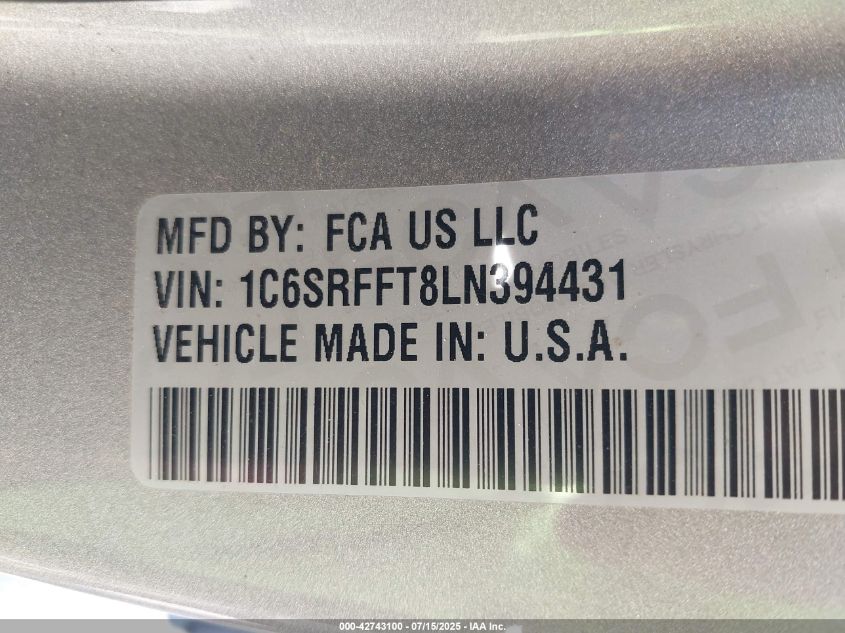 MFD BY: FCA US LLC
VIN: 1C6SRFFT8LN394431
VEHICLE MADE IN: U.S.A.
000-42743100 - 07/15/2025 - IAA Inc.